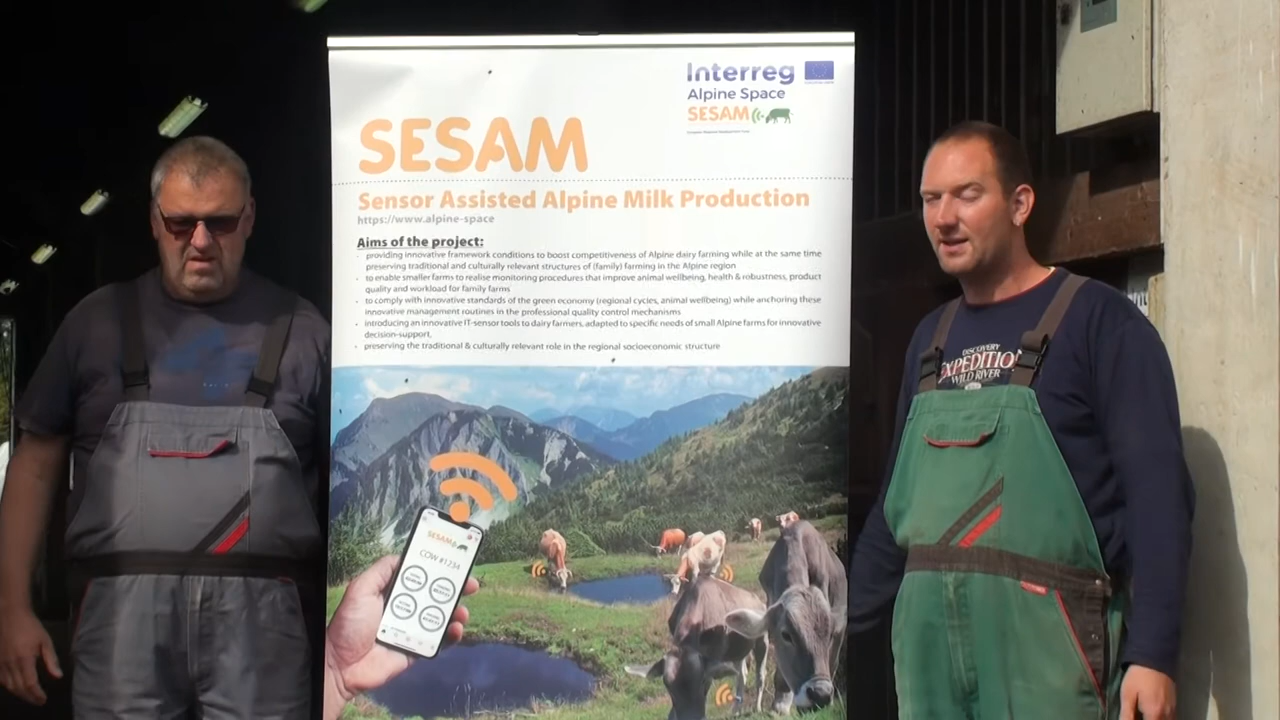 Interreg
Alpine Space
SESAM
SESAM
Sensor Assisted Alpine Milk Production
https://www.alpine-space
Aims of the project:
· providing innovative framework conditions to boost competitiveness of Alpine dairy farming while at the same time
preserving traditional and culturally relevant structures of (family) farming in the Alpine region
· to enable smaller farms to realise monitoring procedures that improve animal wellbeing, health & robustness, product
quality and workload for family farms
· to comply with innovative standards of the green economy (regional cycles, animal wellbeing) while anchoring these
innovative management routines in the professional quality control mechanisms
· introducing an innovative IT-sensor tools to dairy farmers, adapted to specific needs of small Alpine farms for innovative
decision-support,
· preserving the traditional & culturally relevant role in the regional socioeconomic structure
SESAM
COW #1234
DISCOVERY
EXPEDITION
WILD RIVER